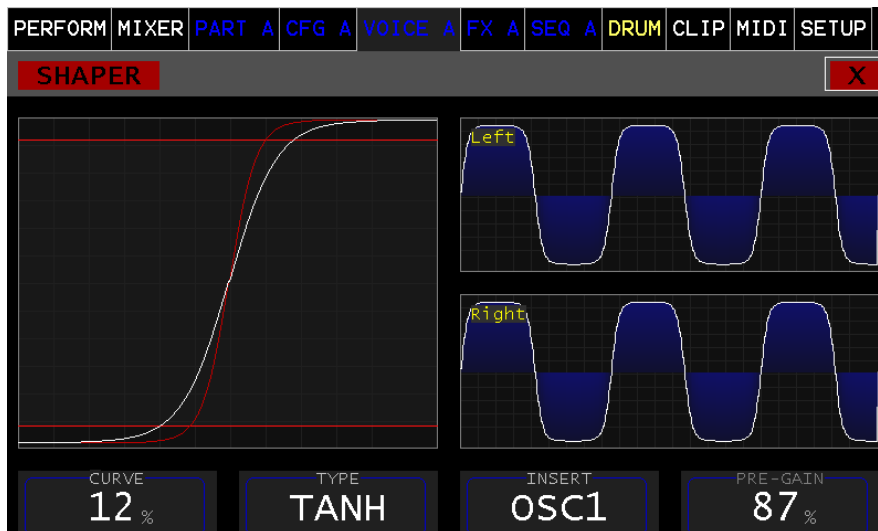 PERFORM MIXER PART A CFG A VOICE A FX A SEQ A DRUM CLIP MIDI SETUP
SHAPER X
Left
Right
CURVE TYPE INSERT PRE-GAIN
12 % TANH OSC1 87 %